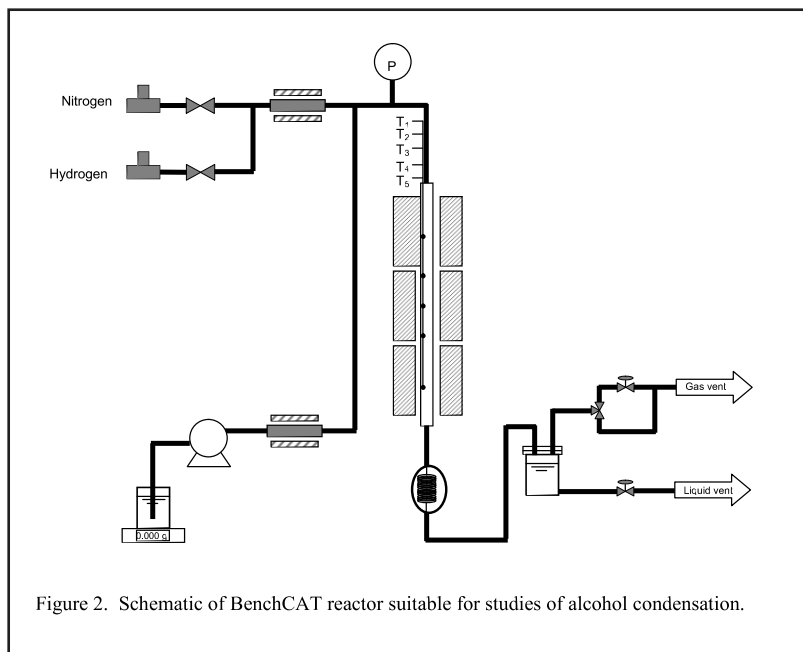 P
Nitrogen
Hydrogen
T1
T2
T3
T4
T5
Gas vent
Liquid vent
0.000 g
Figure 2. Schematic of BenchCAT reactor suitable for studies of alcohol condensation.